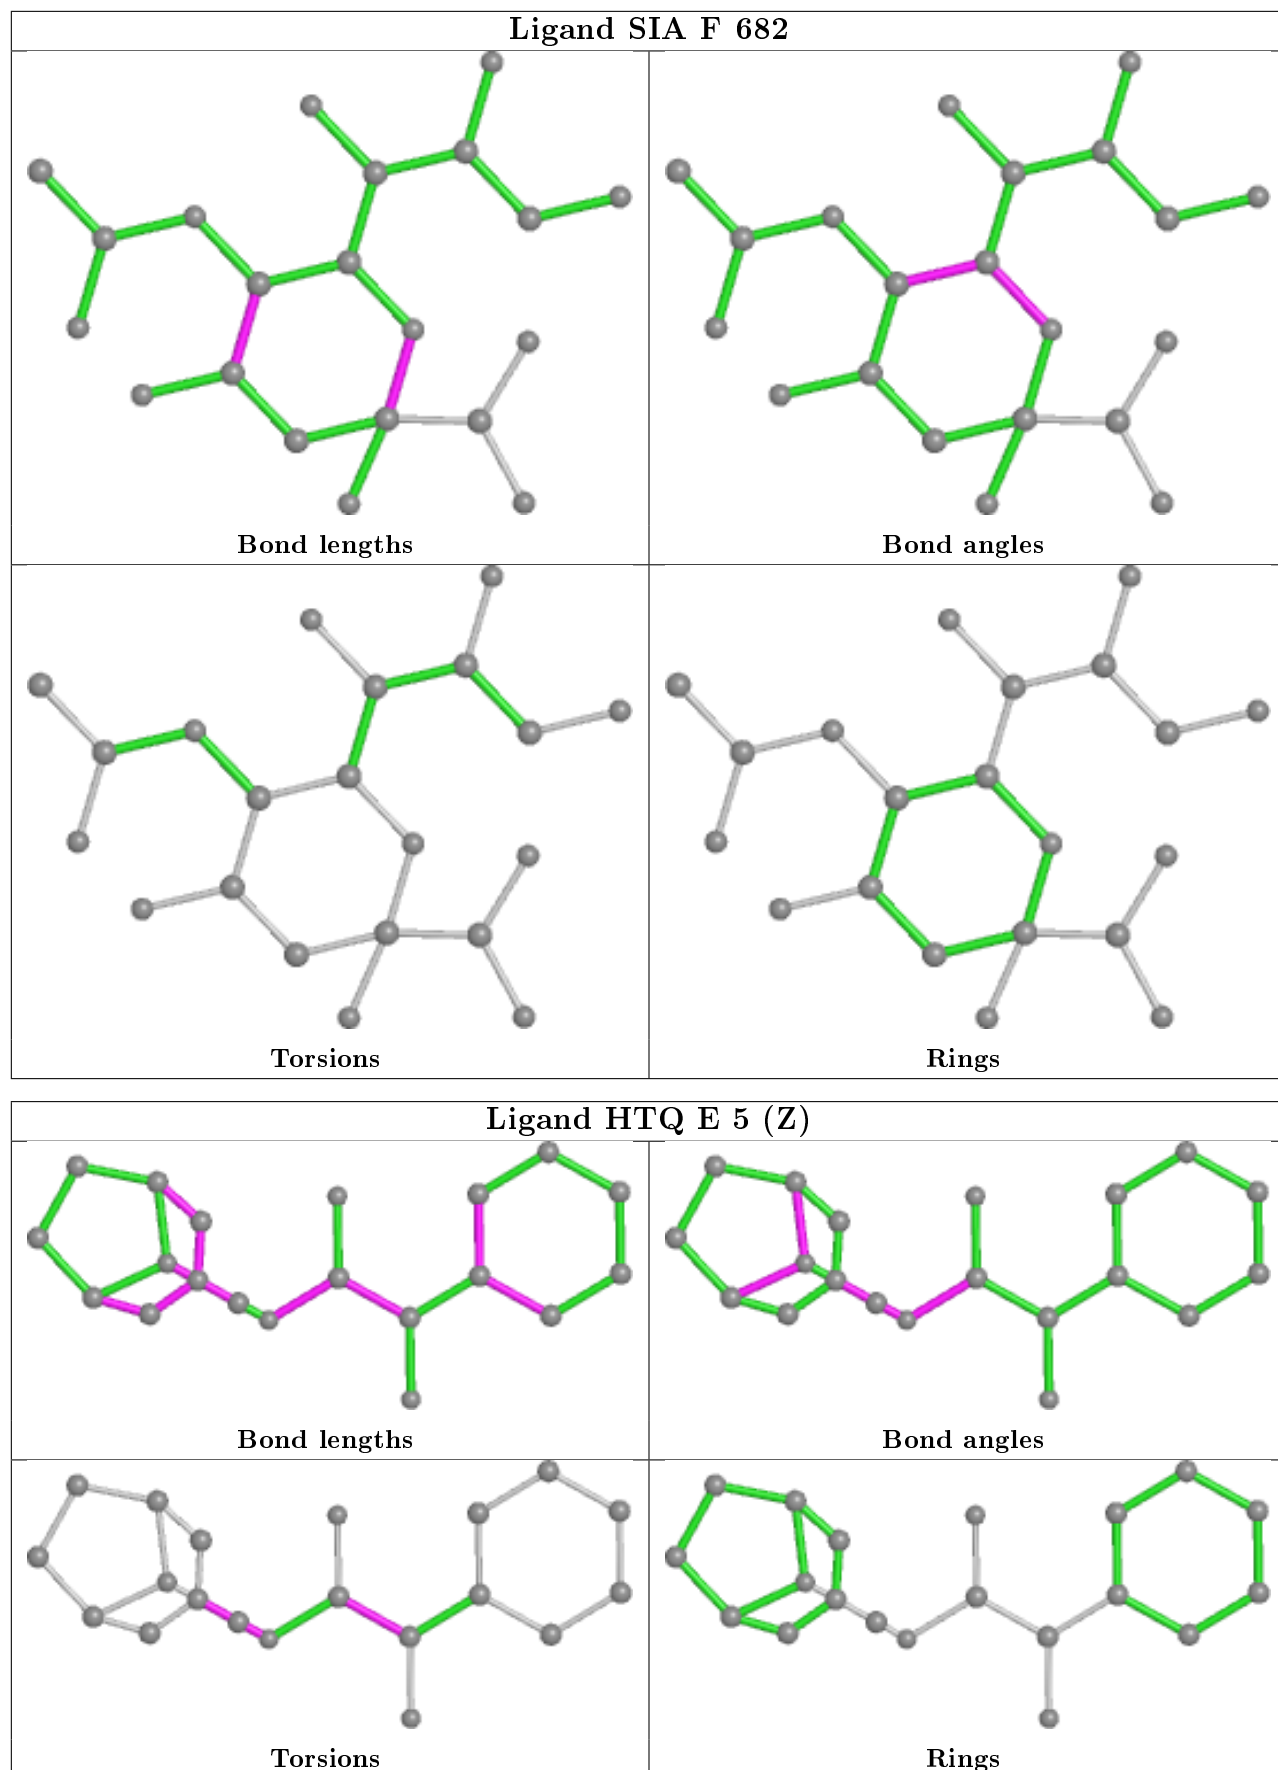 Ligand SIA F 682
Bond lengths
Bond angles
Torsions
Rings
Ligand HTQ E 5 (Z)
Bond lengths
Bond angles
Torsions
Rings